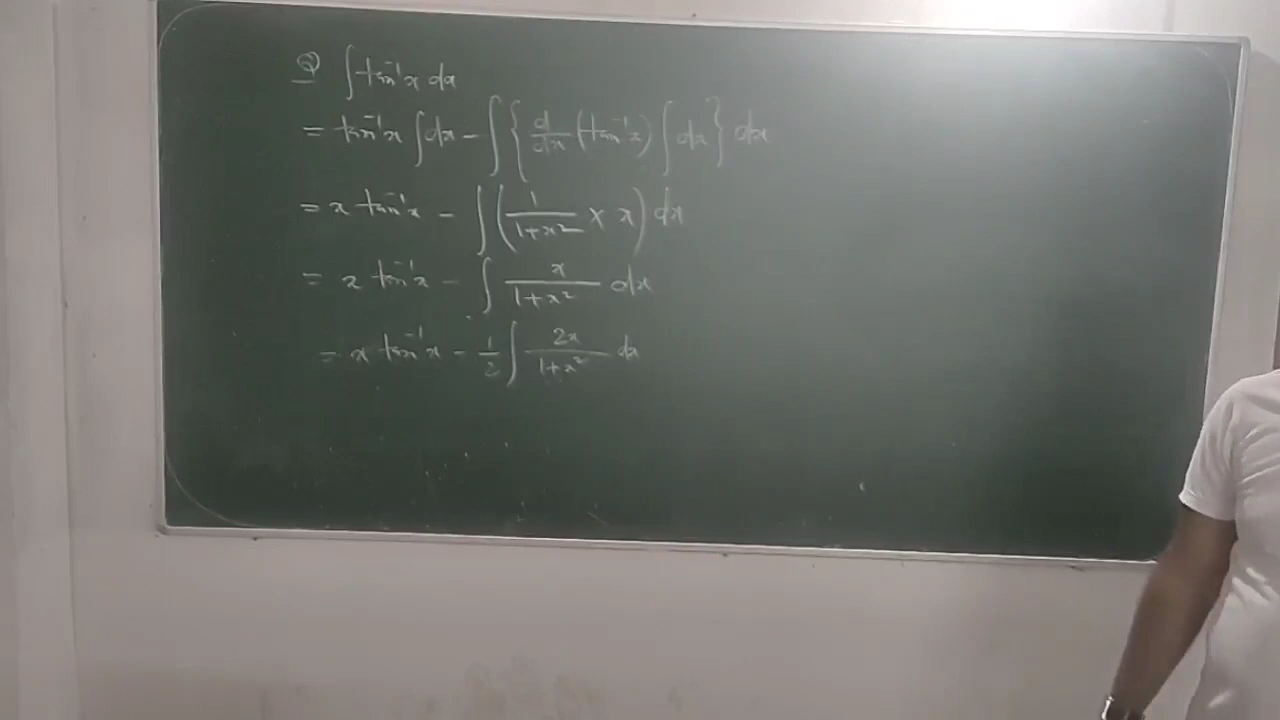 Q ∫ tan⁻¹x dx
= tan⁻¹x ∫ dx - ∫ { d/dx (tan⁻¹x) ∫ dx } dx
= x tan⁻¹x - ∫ ( 1/(1+x²) × x ) dx
= x tan⁻¹x - ∫ x/(1+x²) dx
= x tan⁻¹x - 1/2 ∫ 2x/(1+x²) dx